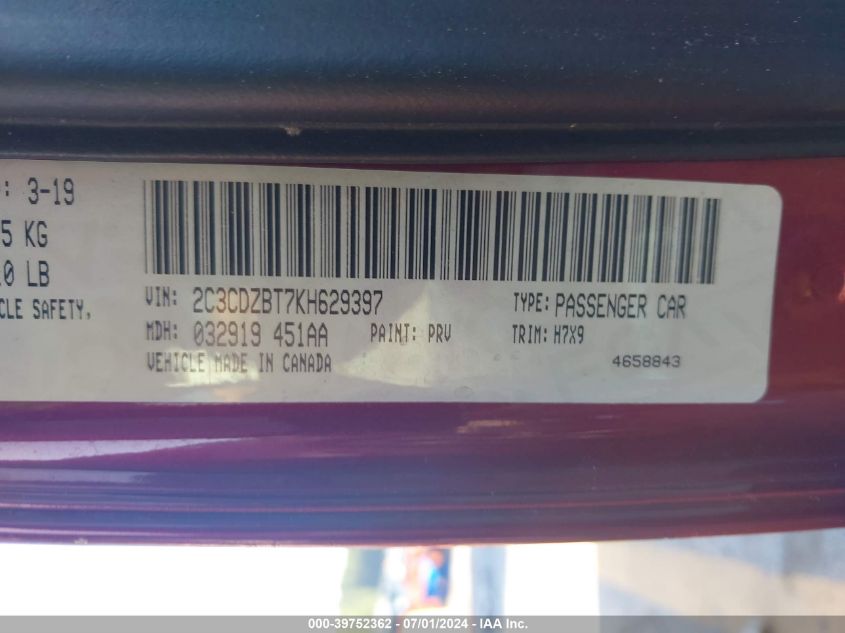 : 3-19
5 KG
0 LB
CLE SAFETY,
VIN: 2C3CDZBT7KH629397 TYPE: PASSENGER CAR
MDH: 032919 451AA PAINT: PRV TRIM: H7X9
VEHICLE MADE IN CANADA 4658843
000-39752362 - 07/01/2024 - IAA Inc.